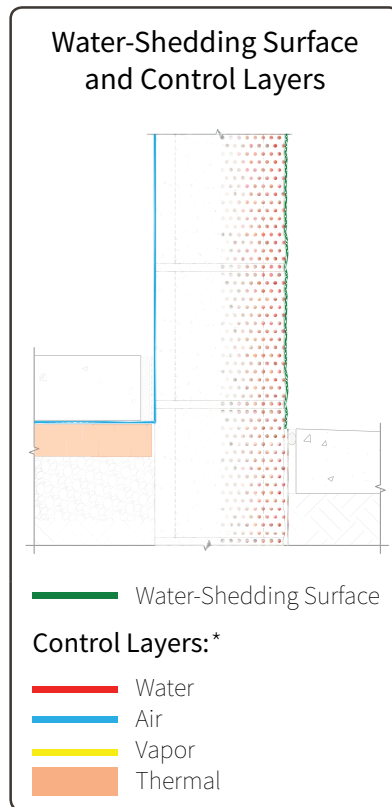 Water-Shedding Surface
and Control Layers
Water-Shedding Surface
Control Layers:*
Water
Air
Vapor
Thermal